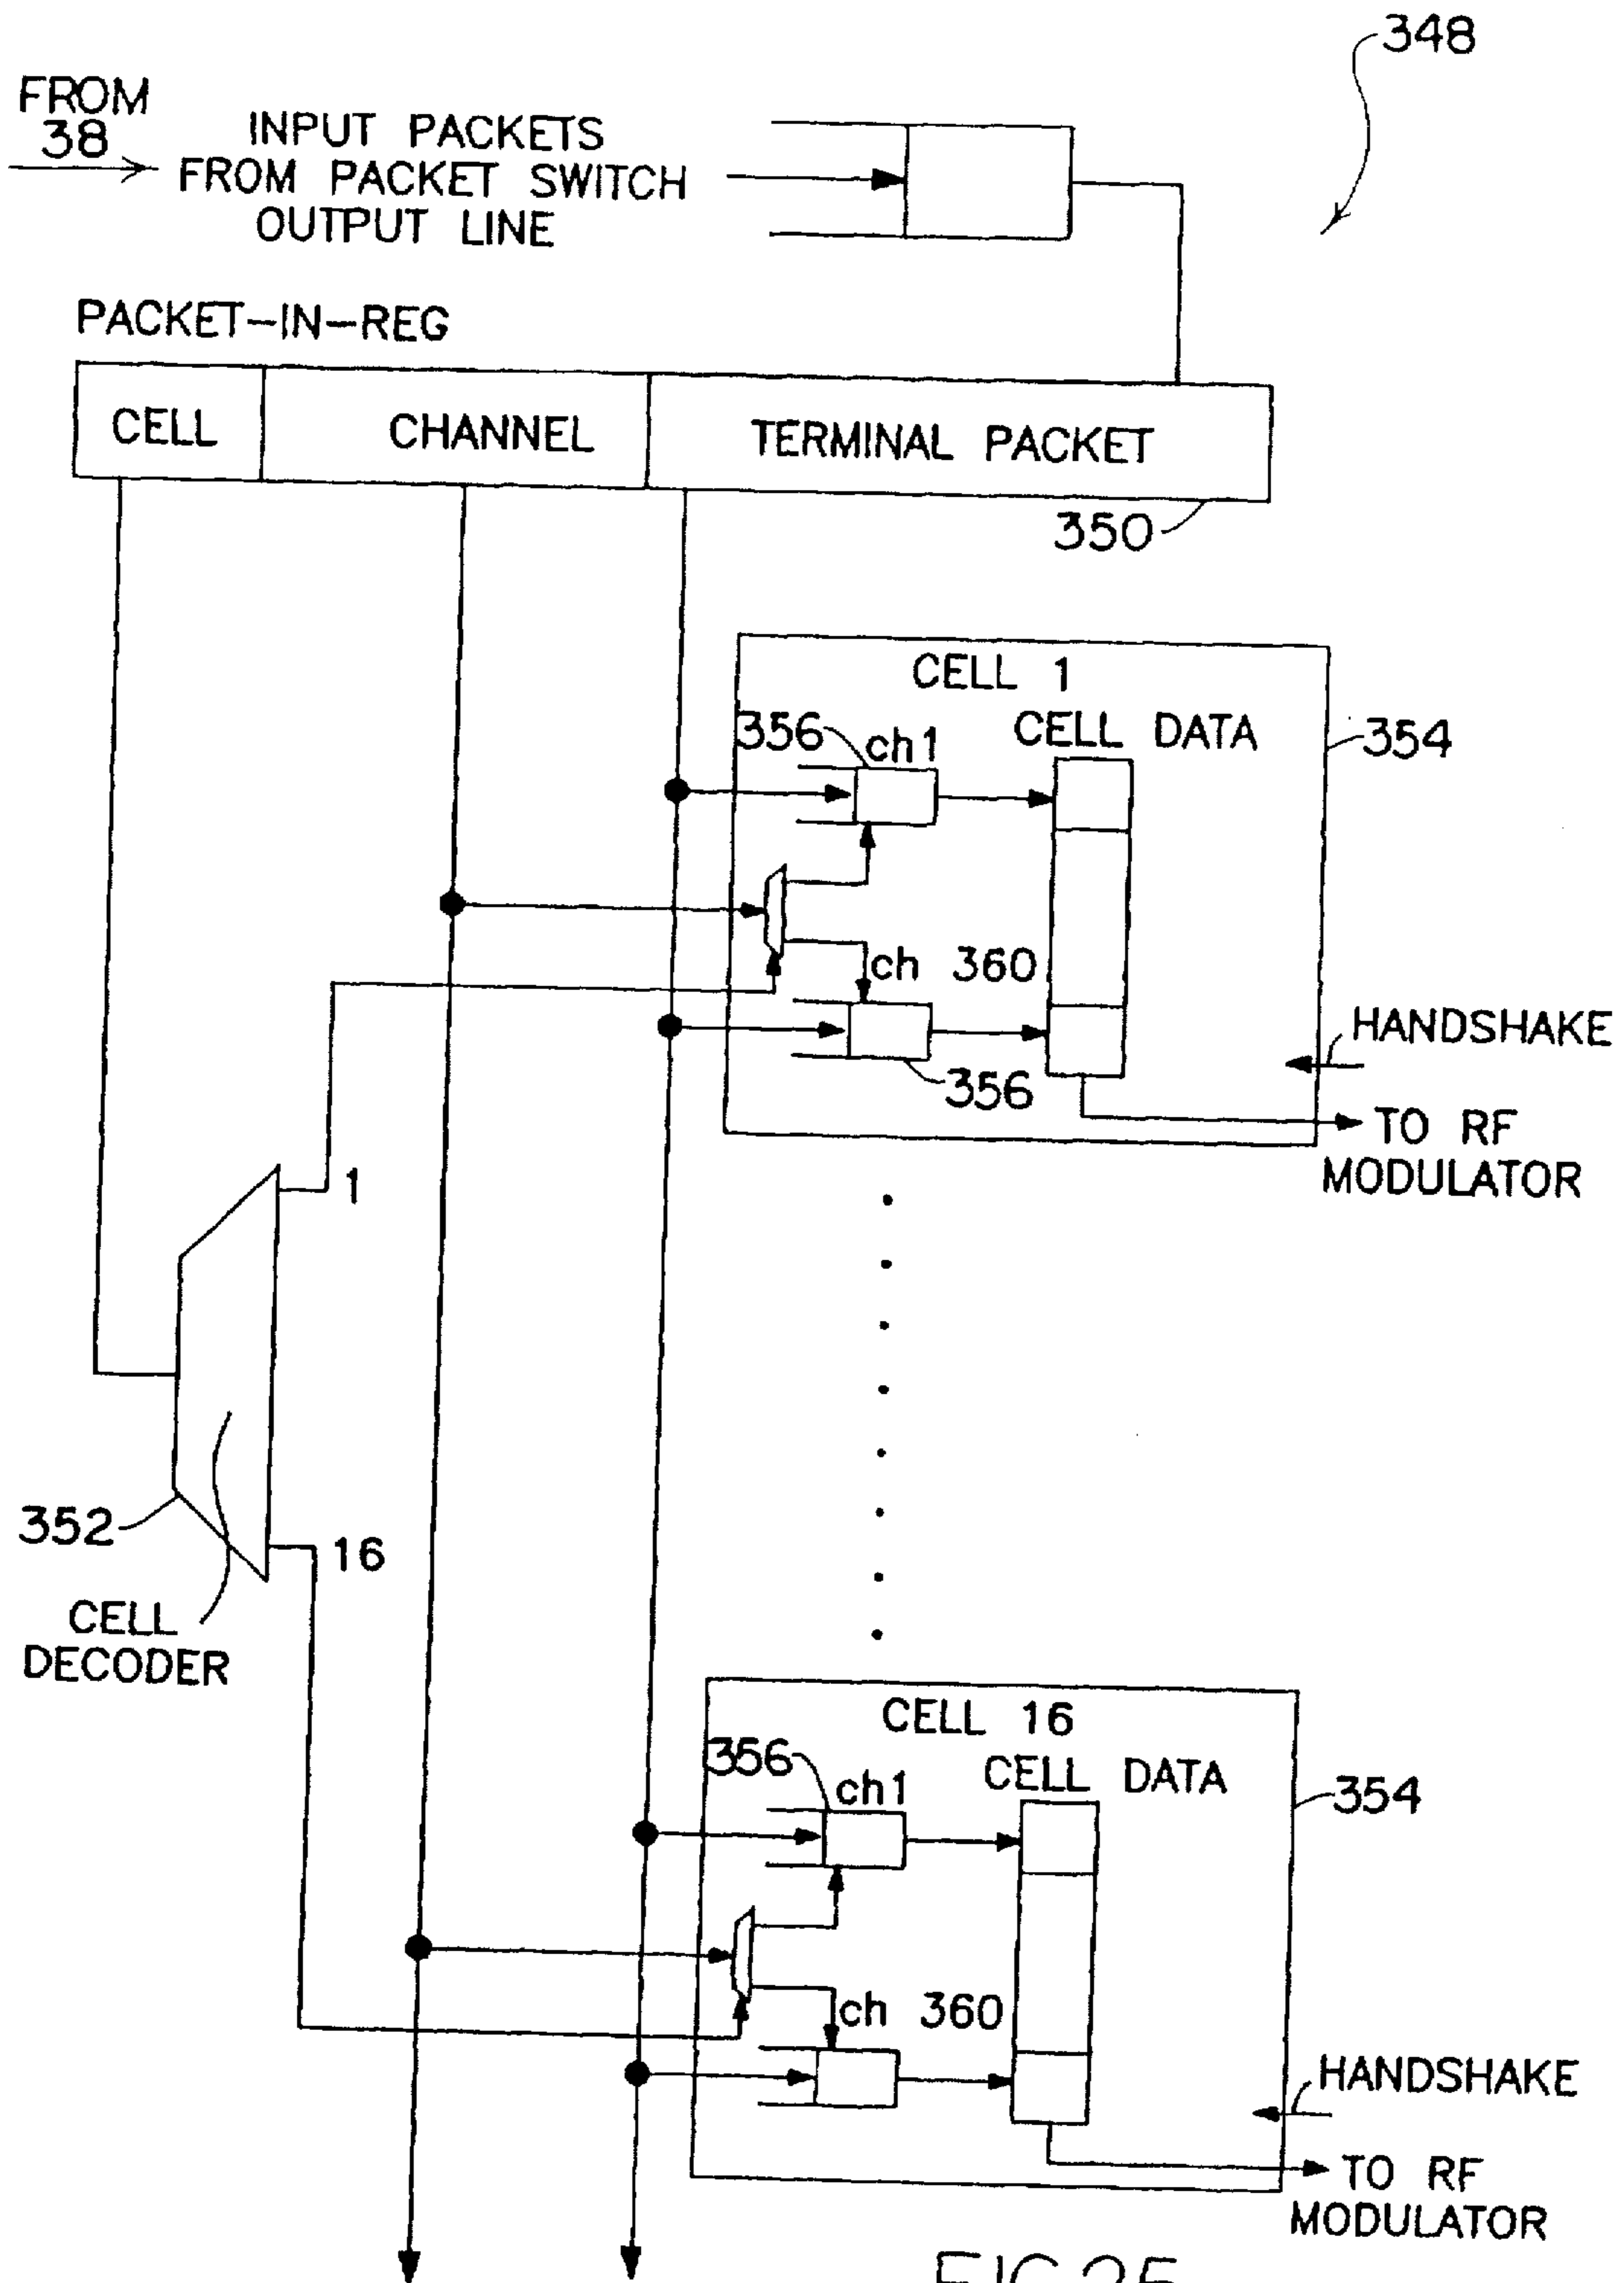 348
FROM
38
INPUT PACKETS
FROM PACKET SWITCH
OUTPUT LINE
PACKET-IN-REG
CELL
CHANNEL
TERMINAL PACKET
350
CELL 1
CELL DATA
354
356
ch1
ch 360
356
HANDSHAKE
TO RF
MODULATOR
1
352
16
CELL
DECODER
CELL 16
CELL DATA
354
356
ch1
ch 360
HANDSHAKE
TO RF
MODULATOR
FIG.25